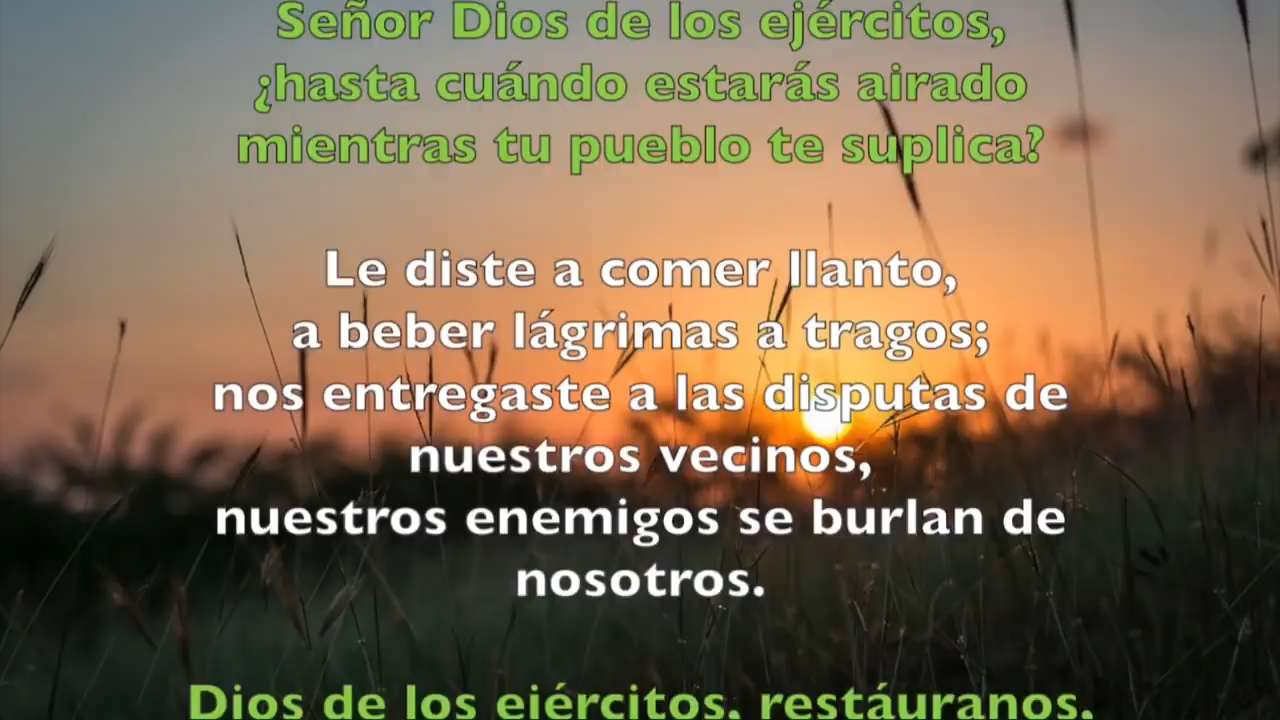 Señor Dios de los ejércitos,
¿hasta cuándo estarás airado
mientras tu pueblo te suplica?
Le diste a comer llanto,
a beber lágrimas a tragos;
nos entregaste a las disputas de
nuestros vecinos,
nuestros enemigos se burlan de
nosotros.
Dios de los ejércitos, restáuranos,